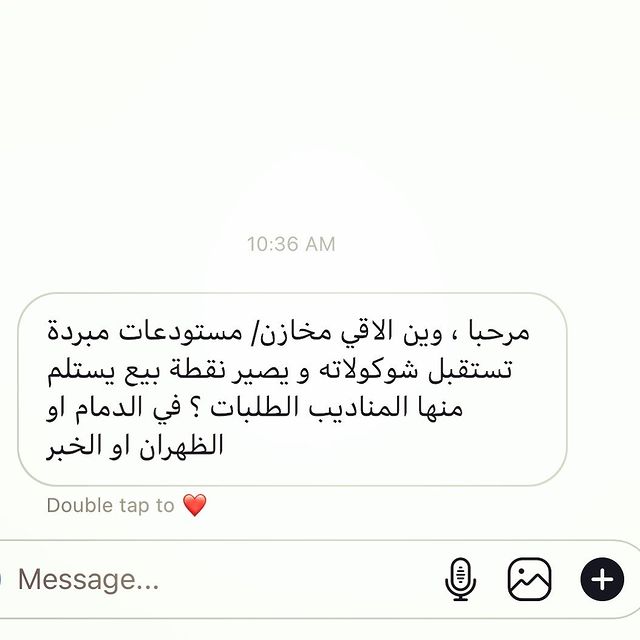 10:36 AM
مرحبا ، وين الاقي مخازن/ مستودعات مبردة
تستقبل شوكولاته و يصير نقطة بيع يستلم
منها المناديب الطلبات ؟ في الدمام او
الظهران او الخبر
Double tap to ❤️
Message...